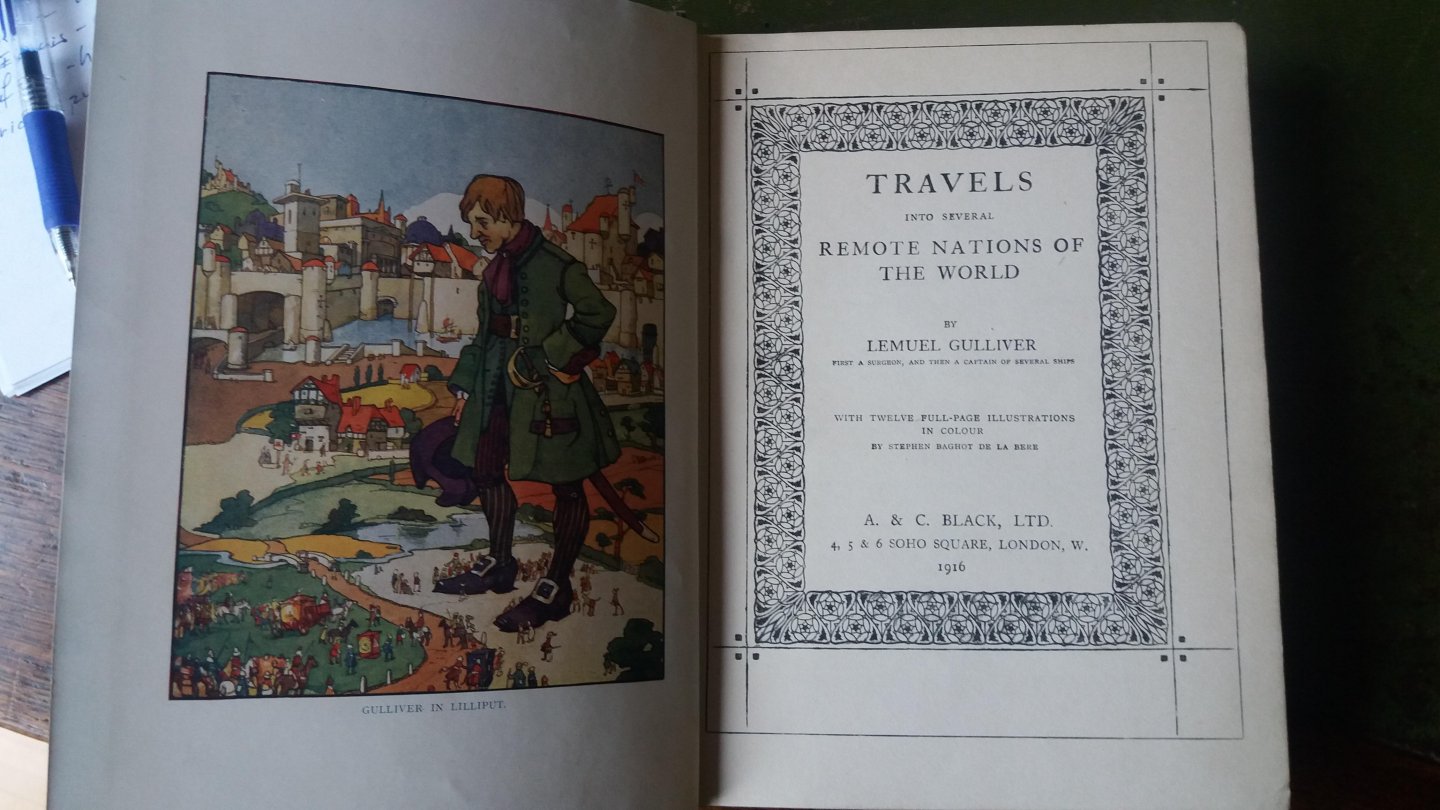 GULLIVER IN LILLIPUT.
TRAVELS
INTO SEVERAL
REMOTE NATIONS OF
THE WORLD
BY
LEMUEL GULLIVER
FIRST A SURGEON, AND THEN A CAPTAIN OF SEVERAL SHIPS
WITH TWELVE FULL-PAGE ILLUSTRATIONS
IN COLOUR
BY STEPHEN BAGHOT DE LA BERE
A. & C. BLACK, LTD.
4, 5 & 6 SOHO SQUARE, LONDON, W.
1916